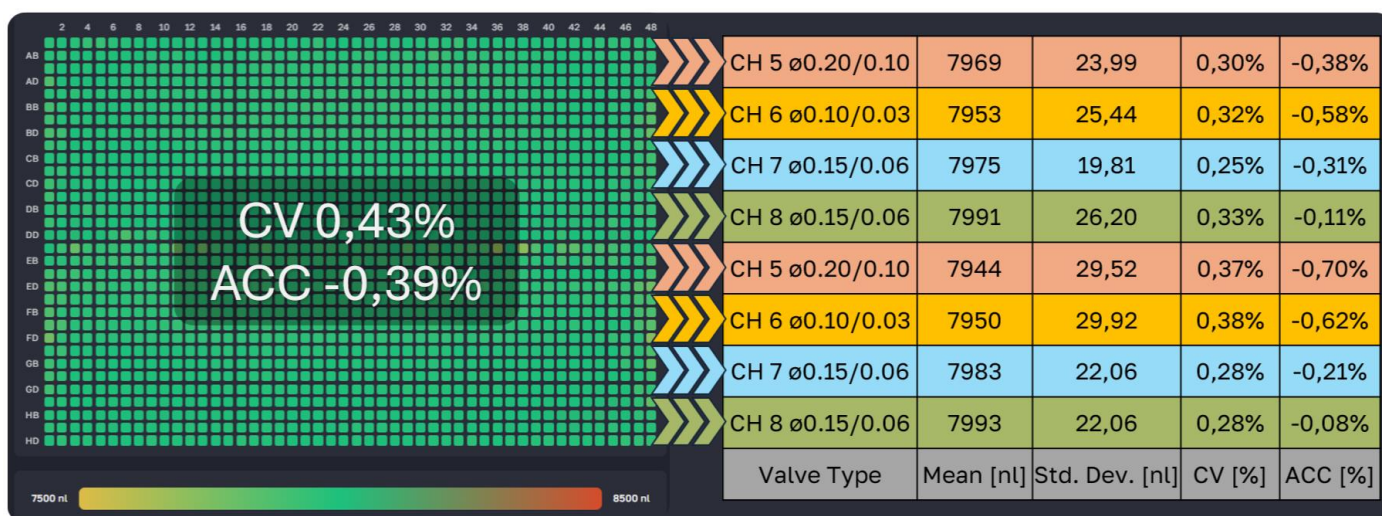 2 4 6 8 10 12 14 16 18 20 22 24 26 28 30 32 34 36 38 40 42 44 46 48
AB
AD
BB
BD
CB
CD
DB
DD
EB
ED
FB
FD
GB
GD
HB
HD
CV 0,43%
ACC -0,39%
7500 nl 8500 nl
CH 5 ø0.20/0.10 7969 23,99 0,30% -0,38%
CH 6 ø0.10/0.03 7953 25,44 0,32% -0,58%
CH 7 ø0.15/0.06 7975 19,81 0,25% -0,31%
CH 8 ø0.15/0.06 7991 26,20 0,33% -0,11%
CH 5 ø0.20/0.10 7944 29,52 0,37% -0,70%
CH 6 ø0.10/0.03 7950 29,92 0,38% -0,62%
CH 7 ø0.15/0.06 7983 22,06 0,28% -0,21%
CH 8 ø0.15/0.06 7993 22,06 0,28% -0,08%
Valve Type Mean [nl] Std. Dev. [nl] CV [%] ACC [%]